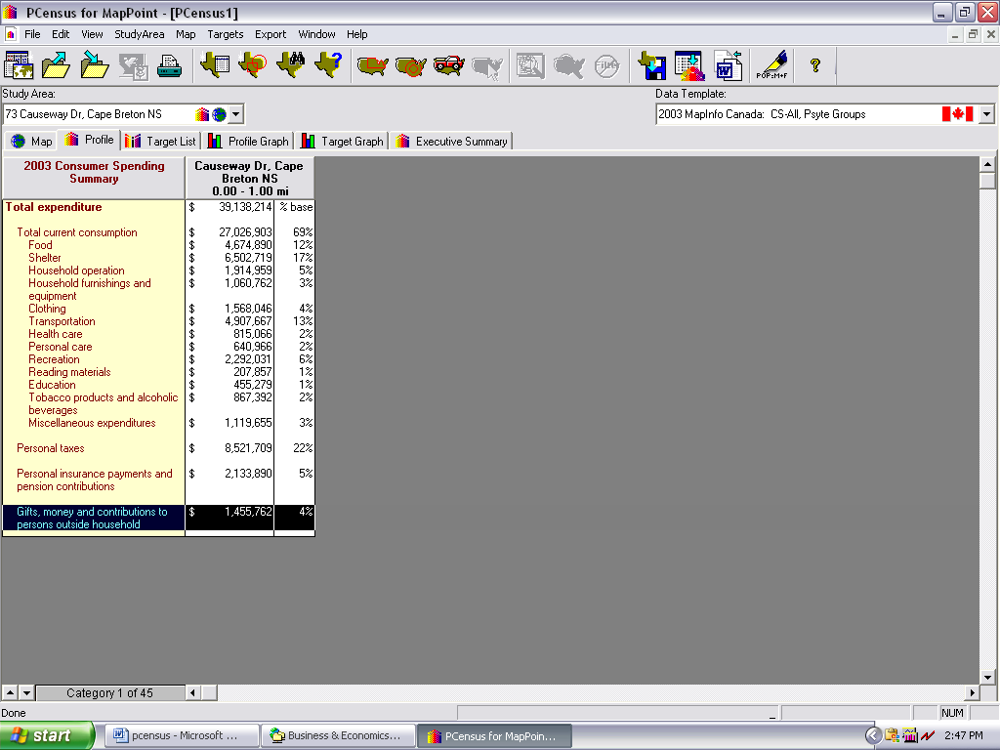 PCensus for MapPoint - [PCensus1]
File Edit View StudyArea Map Targets Export Window Help
POP:M+F
Study Area:
Data Template:
73 Causeway Dr, Cape Breton NS
2003 MapInfo Canada: CS-All, Psyte Groups
Map Profile Target List Profile Graph Target Graph Executive Summary
2003 Consumer Spending
Summary
Causeway Dr, Cape
Breton NS
0.00 - 1.00 mi
Total expenditure $ 39,138,214 % base
Total current consumption $ 27,026,903 69%
Food $ 4,674,890 12%
Shelter $ 6,502,719 17%
Household operation $ 1,914,959 5%
Household furnishings and $ 1,060,762 3%
equipment
Clothing $ 1,568,046 4%
Transportation $ 4,907,667 13%
Health care $ 815,066 2%
Personal care $ 640,966 2%
Recreation $ 2,292,031 6%
Reading materials $ 207,857 1%
Education $ 455,279 1%
Tobacco products and alcoholic $ 867,392 2%
beverages
Miscellaneous expenditures $ 1,119,655 3%
Personal taxes $ 8,521,709 22%
Personal insurance payments and $ 2,133,890 5%
pension contributions
Gifts, money and contributions to $ 1,455,762 4%
persons outside household
Category 1 of 45
Done
NUM
start
pcensus - Microsoft ...
Business & Economics...
PCensus for MapPoin...
2:47 PM